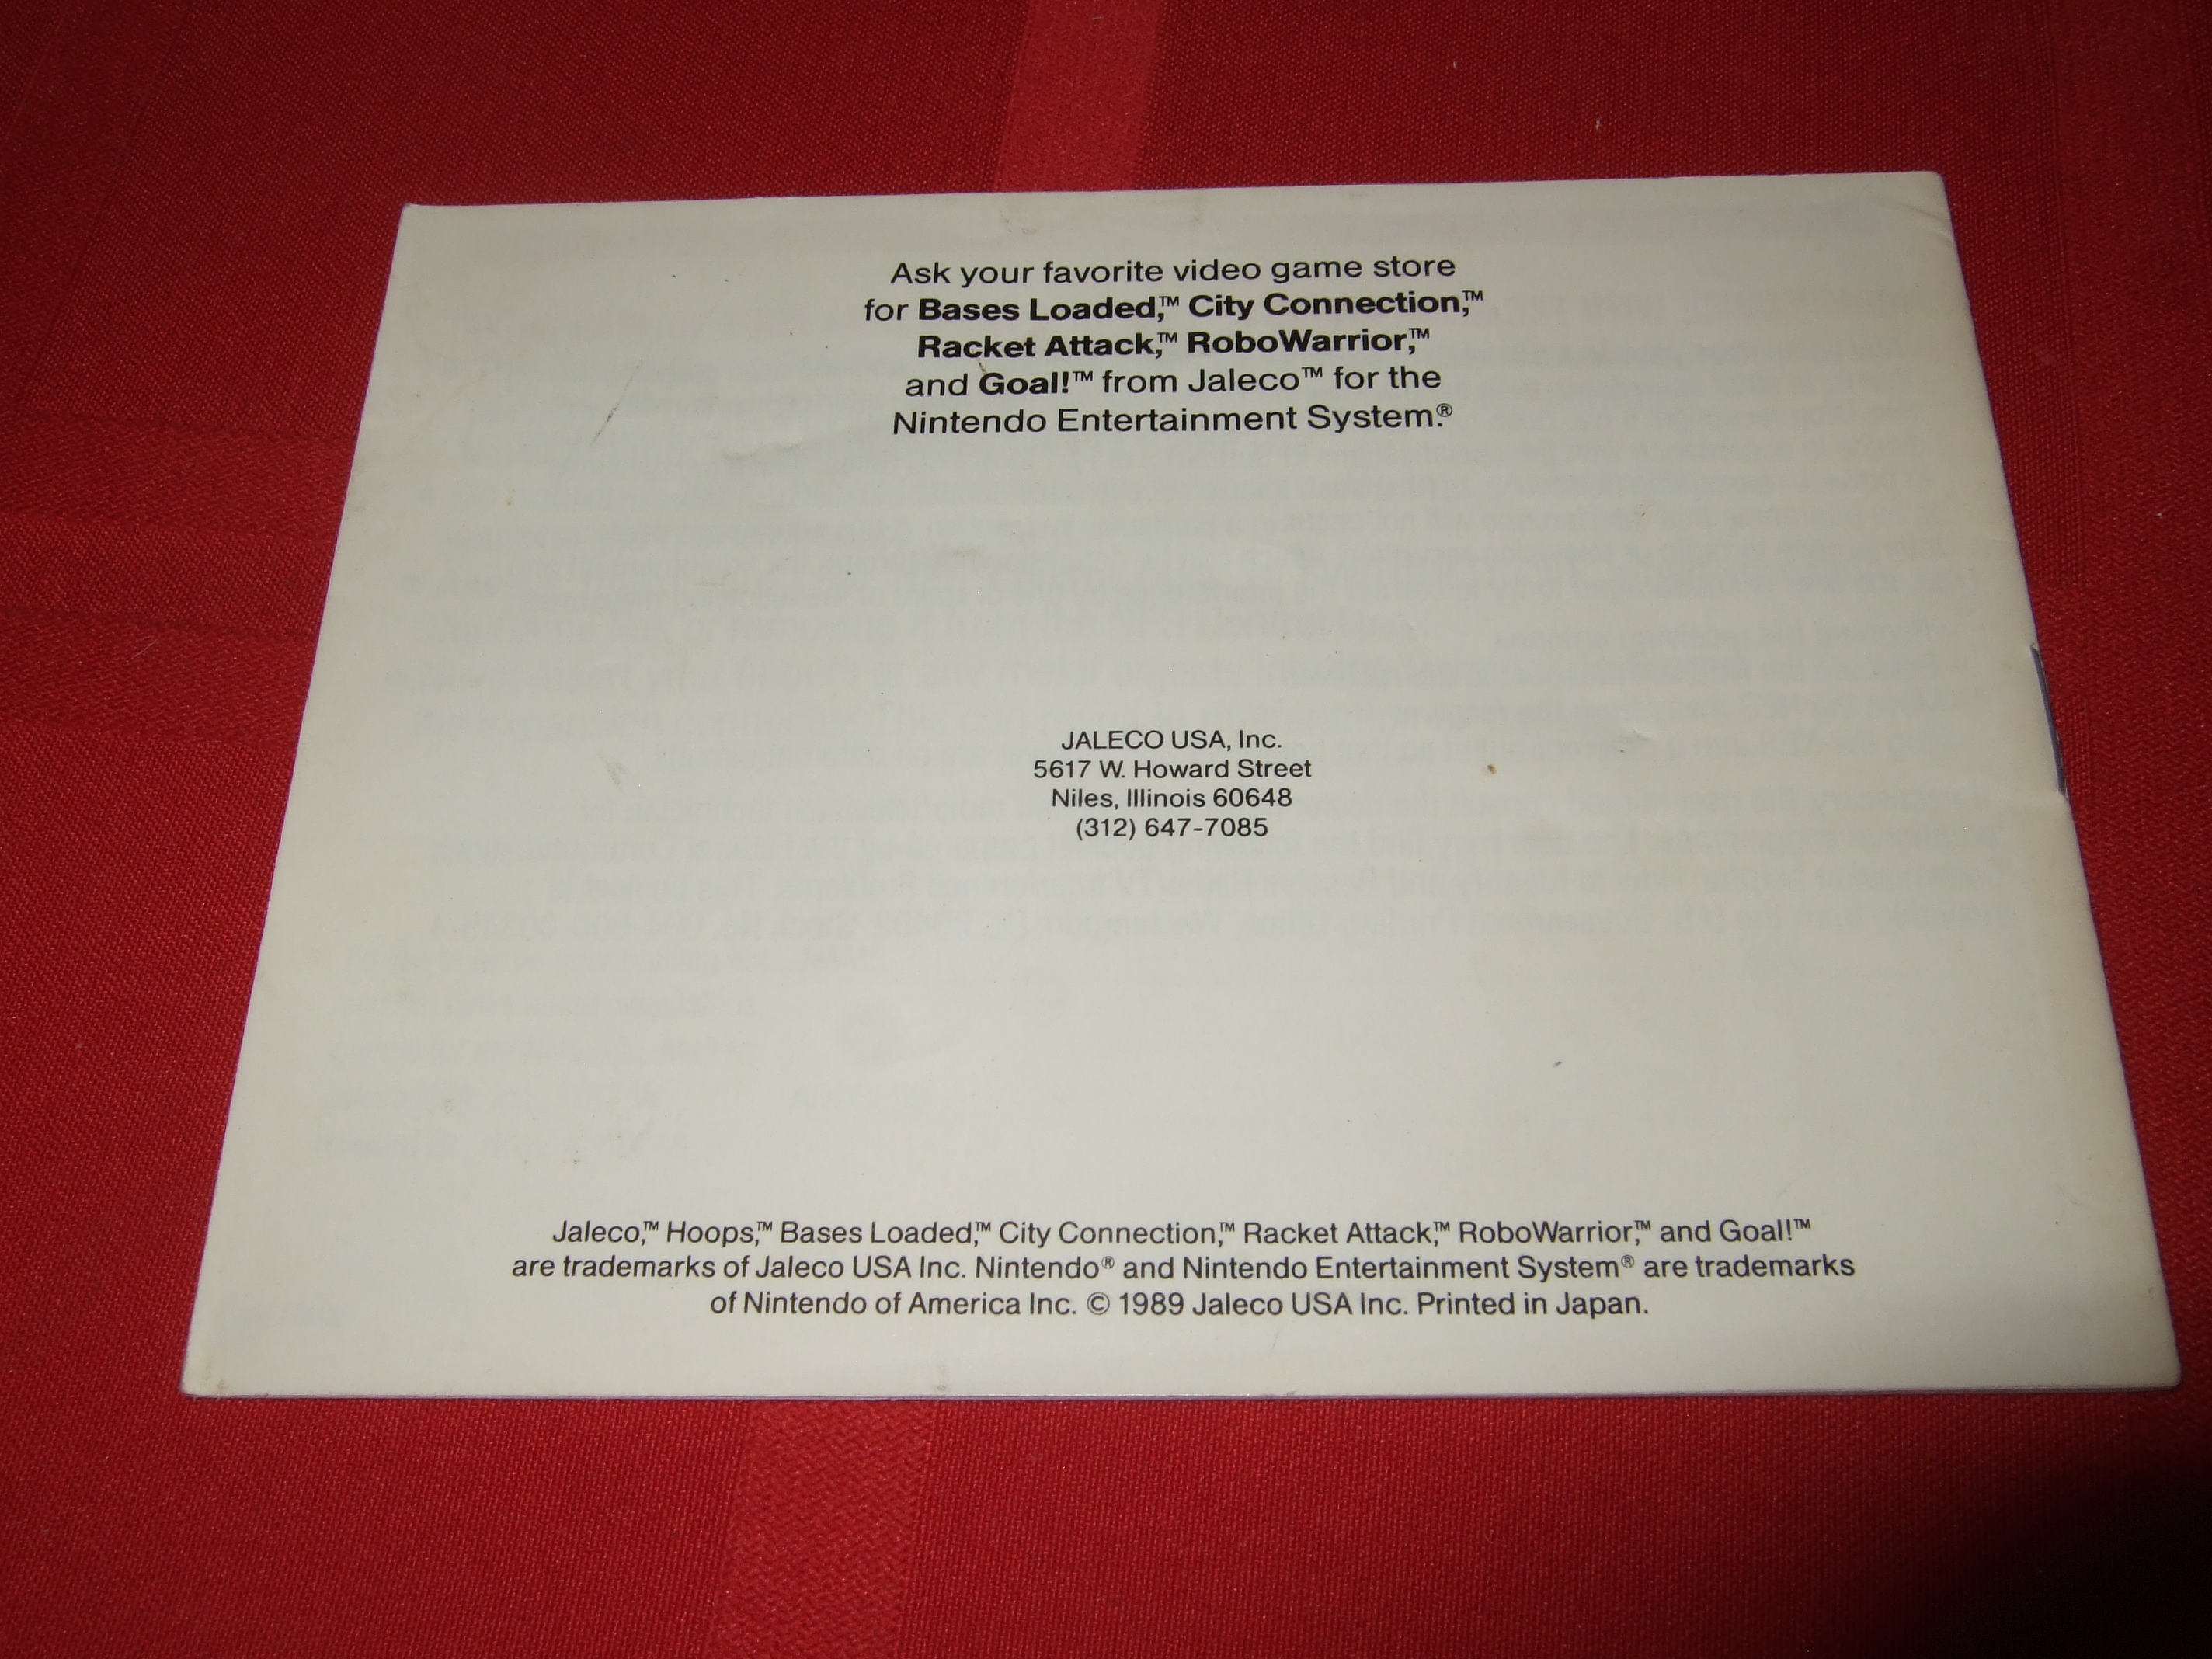 Ask your favorite video game store
for Bases Loaded,™ City Connection,™
Racket Attack,™ RoboWarrior,™
and Goal!™ from Jaleco™ for the
Nintendo Entertainment System.®
JALECO USA, Inc.
5617 W. Howard Street
Niles, Illinois 60648
(312) 647-7085
Jaleco,™ Hoops,™ Bases Loaded,™ City Connection,™ Racket Attack,™ RoboWarrior,™ and Goal!™
are trademarks of Jaleco USA Inc. Nintendo® and Nintendo Entertainment System® are trademarks
of Nintendo of America Inc. © 1989 Jaleco USA Inc. Printed in Japan.